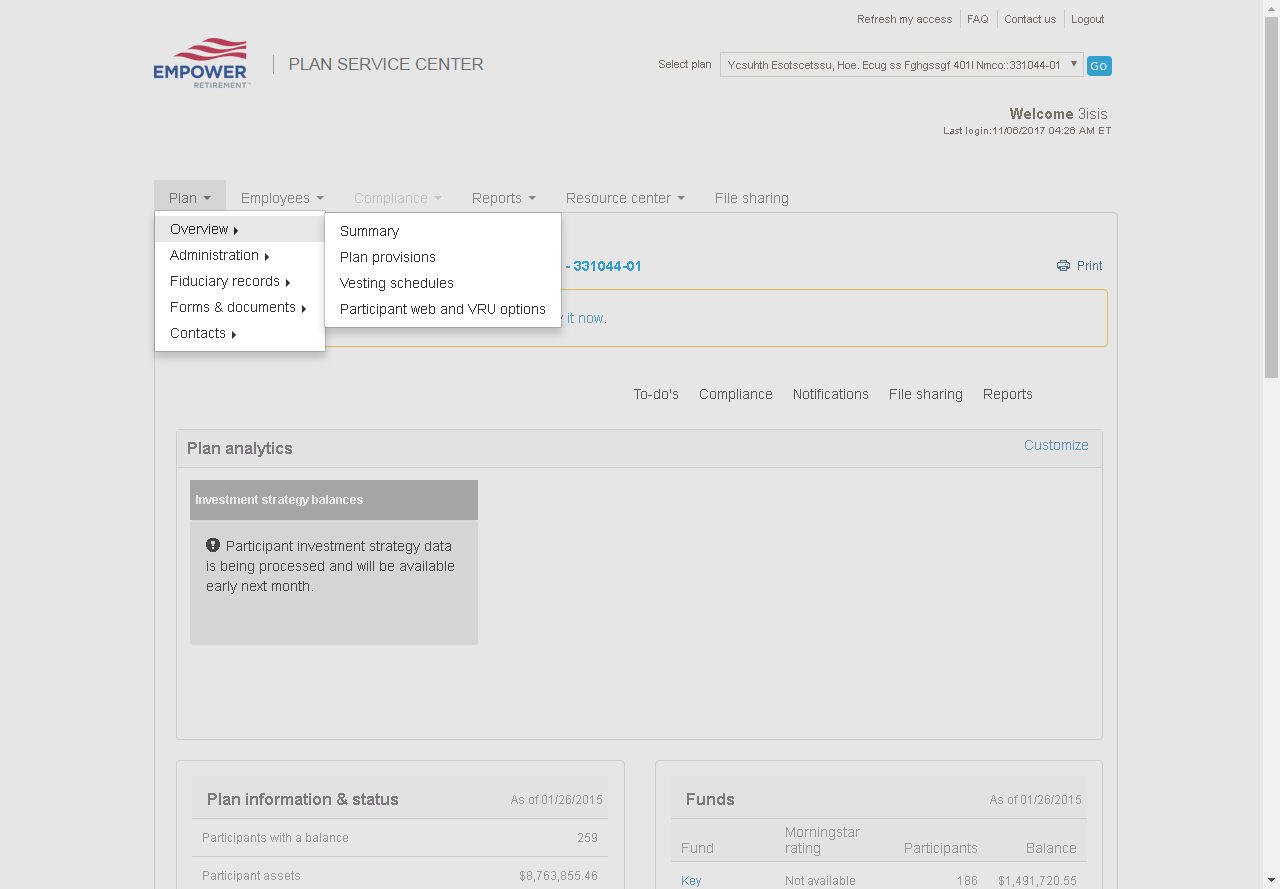 Refresh my access FAQ Contact us Logout
EMPOWER
RETIREMENT™
PLAN SERVICE CENTER
Select plan Ycsuhth Esotscetssu, Hoe. Ecug ss Fghgssgf 401l Nmco::331044-01 Go
Welcome 3isis
Last login:11/06/2017 04:26 AM ET
Plan Employees Compliance Reports Resource center File sharing
Overview
Administration
Fiduciary records
Forms & documents
Contacts
Summary
Plan provisions
Vesting schedules
Participant web and VRU options
- 331044-01
Print
it now.
To-do's Compliance Notifications File sharing Reports
Plan analytics
Customize
Investment strategy balances
Participant investment strategy data
is being processed and will be available
early next month.
Plan information & status As of 01/26/2015
Participants with a balance 259
Participant assets $8,763,855.46
Funds As of 01/26/2015
Fund Morningstar rating Participants Balance
Key Not available 186 $1,491,720.55